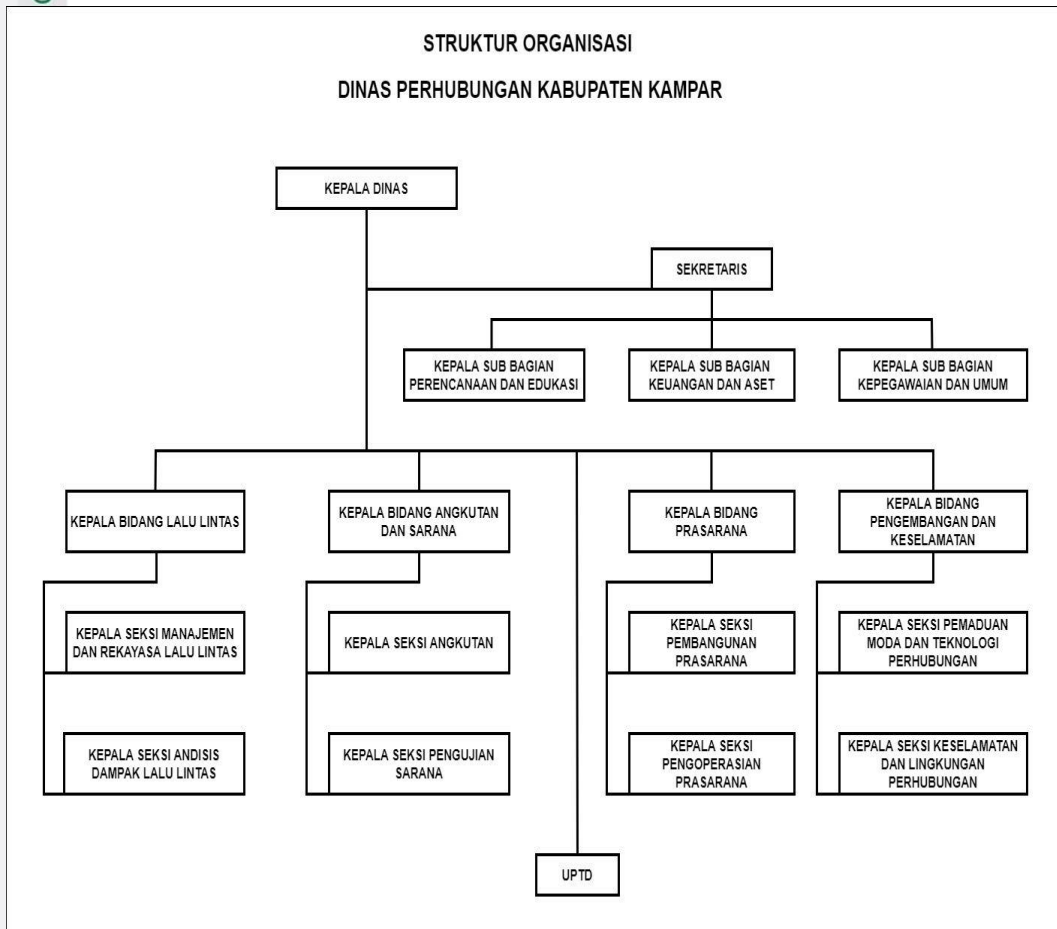 STRUKTUR ORGANISASI
DINAS PERHUBUNGAN KABUPATEN KAMPAR
KEPALA DINAS
SEKRETARIS
KEPALA SUB BAGIAN
PERENCANAAN DAN EDUKASI
KEPALA SUB BAGIAN
KEUANGAN DAN ASET
KEPALA SUB BAGIAN
KEPEGAWAIAN DAN UMUM
KEPALA BIDANG LALU LINTAS
KEPALA BIDANG ANGKUTAN
DAN SARANA
KEPALA BIDANG
PRASARANA
KEPALA BIDANG
PENGEMBANGAN DAN
KESELAMATAN
KEPALA SEKSI MANAJEMEN
DAN REKAYASA LALU LINTAS
KEPALA SEKSI ANGKUTAN
KEPALA SEKSI
PEMBANGUNAN
PRASARANA
KEPALA SEKSI PEMADUAN
MODA DAN TEKNOLOGI
PERHUBUNGAN
KEPALA SEKSI ANDISIS
DAMPAK LALU LINTAS
KEPALA SEKSI PENGUJIAN
SARANA
KEPALA SEKSI
PENGOPERASIAN
PRASARANA
KEPALA SEKSI KESELAMATAN
DAN LINGKUNGAN
PERHUBUNGAN
UPTD